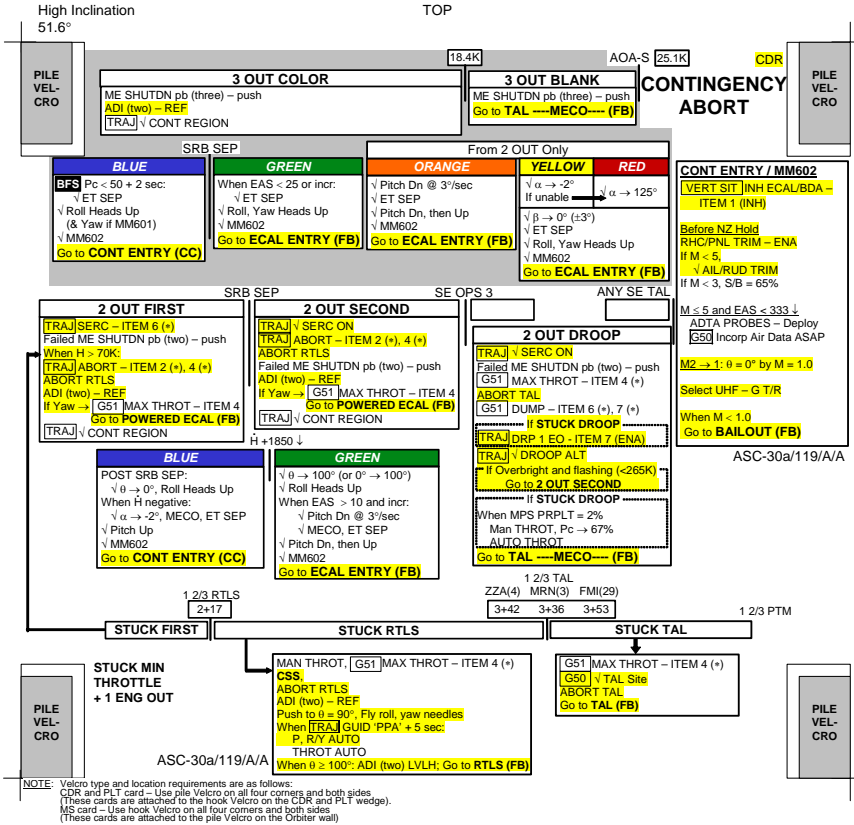 High Inclination
51.6°
TOP
PILE
VEL-
CRO
18.4K
AOA-S 25.1K
CDR
PILE
VEL-
CRO
3 OUT COLOR
ME SHUTDN pb (three) – push
ADI (two) – REF
TRAJ √ CONT REGION
3 OUT BLANK
ME SHUTDN pb (three) – push
Go to TAL ----MECO---- (FB)
CONTINGENCY
ABORT
SRB SEP
From 2 OUT Only
BLUE
BFS Pc < 50 + 2 sec:
√ ET SEP
√ Roll Heads Up
(& Yaw if MM601)
√ MM602
Go to CONT ENTRY (CC)
GREEN
When EAS < 25 or incr:
√ ET SEP
√ Roll, Yaw Heads Up
√ MM602
Go to ECAL ENTRY (FB)
ORANGE
√ Pitch Dn @ 3°/sec
√ ET SEP
√ Pitch Dn, then Up
√ MM602
Go to ECAL ENTRY (FB)
YELLOW
√ α → -2°
If unable
RED
√ α → 125°
√ β → 0° (±3°)
√ ET SEP
√ Roll, Yaw Heads Up
√ MM602
Go to ECAL ENTRY (FB)
CONT ENTRY / MM602
VERT SIT INH ECAL/BDA –
ITEM 1 (INH)
Before NZ Hold
RHC/PNL TRIM – ENA
If M < 5,
√ AIL/RUD TRIM
If M < 3, S/B = 65%
M ≤ 5 and EAS < 333 ↓
ADTA PROBES – Deploy
G50 Incorp Air Data ASAP
M2 → 1: θ = 0° by M = 1.0
Select UHF – G T/R
When M < 1.0
Go to BAILOUT (FB)
ASC-30a/119/A/A
SRB SEP
SE OPS 3
ANY SE TAL
2 OUT FIRST
TRAJ SERC – ITEM 6 (*)
Failed ME SHUTDN pb (two) – push
When H > 70K:
TRAJ ABORT – ITEM 2 (*), 4 (*)
ABORT RTLS
ADI (two) – REF
If Yaw → G51 MAX THROT – ITEM 4
Go to POWERED ECAL (FB)
TRAJ √ CONT REGION
2 OUT SECOND
TRAJ √ SERC ON
TRAJ ABORT – ITEM 2 (*), 4 (*)
ABORT RTLS
Failed ME SHUTDN pb (two) – push
ADI (two) – REF
If Yaw → G51 MAX THROT – ITEM 4
Go to POWERED ECAL (FB)
TRAJ √ CONT REGION
2 OUT DROOP
TRAJ √ SERC ON
Failed ME SHUTDN pb (two) – push
G51 MAX THROT – ITEM 4 (*)
ABORT TAL
G51 DUMP – ITEM 6 (*), 7 (*)
If STUCK DROOP
TRAJ DRP 1 EO - ITEM 7 (ENA)
TRAJ √ DROOP ALT
If Overbright and flashing (<265K)
Go to 2 OUT SECOND
If STUCK DROOP
When MPS PRPLT = 2%
Man THROT, Pc → 67%
AUTO THROT
Go to TAL ----MECO---- (FB)
Ḣ +1850 ↓
BLUE
POST SRB SEP:
√ θ → 0°, Roll Heads Up
When Ḣ negative:
√ α → -2°, MECO, ET SEP
√ Pitch Up
√ MM602
Go to CONT ENTRY (CC)
GREEN
√ θ → 100° (or 0° → 100°)
√ Roll Heads Up
When EAS > 10 and incr:
√ Pitch Dn @ 3°/sec
√ MECO, ET SEP
√ Pitch Dn, then Up
√ MM602
Go to ECAL ENTRY (FB)
1 2/3 RTLS
2+17
1 2/3 TAL
ZZA(4) MRN(3) FMI(29)
3+42 3+36 3+53
1 2/3 PTM
STUCK FIRST
STUCK RTLS
STUCK TAL
PILE
VEL-
CRO
STUCK MIN
THROTTLE
+ 1 ENG OUT
MAN THROT, G51 MAX THROT – ITEM 4 (*)
CSS,
ABORT RTLS
ADI (two) – REF
Push to θ = 90°, Fly roll, yaw needles
When TRAJ GUID 'PPA' + 5 sec:
P, R/Y AUTO
THROT AUTO
When θ ≥ 100°: ADI (two) LVLH; Go to RTLS (FB)
G51 MAX THROT – ITEM 4 (*)
G50 √ TAL Site
ABORT TAL
Go to TAL (FB)
PILE
VEL-
CRO
ASC-30a/119/A/A
NOTE: Velcro type and location requirements are as follows:
CDR and PLT card – Use pile Velcro on all four corners and both sides
(These cards are attached to the hook Velcro on the CDR and PLT wedge).
MS card – Use hook Velcro on all four corners and both sides
(These cards are attached to the pile Velcro on the Orbiter wall)